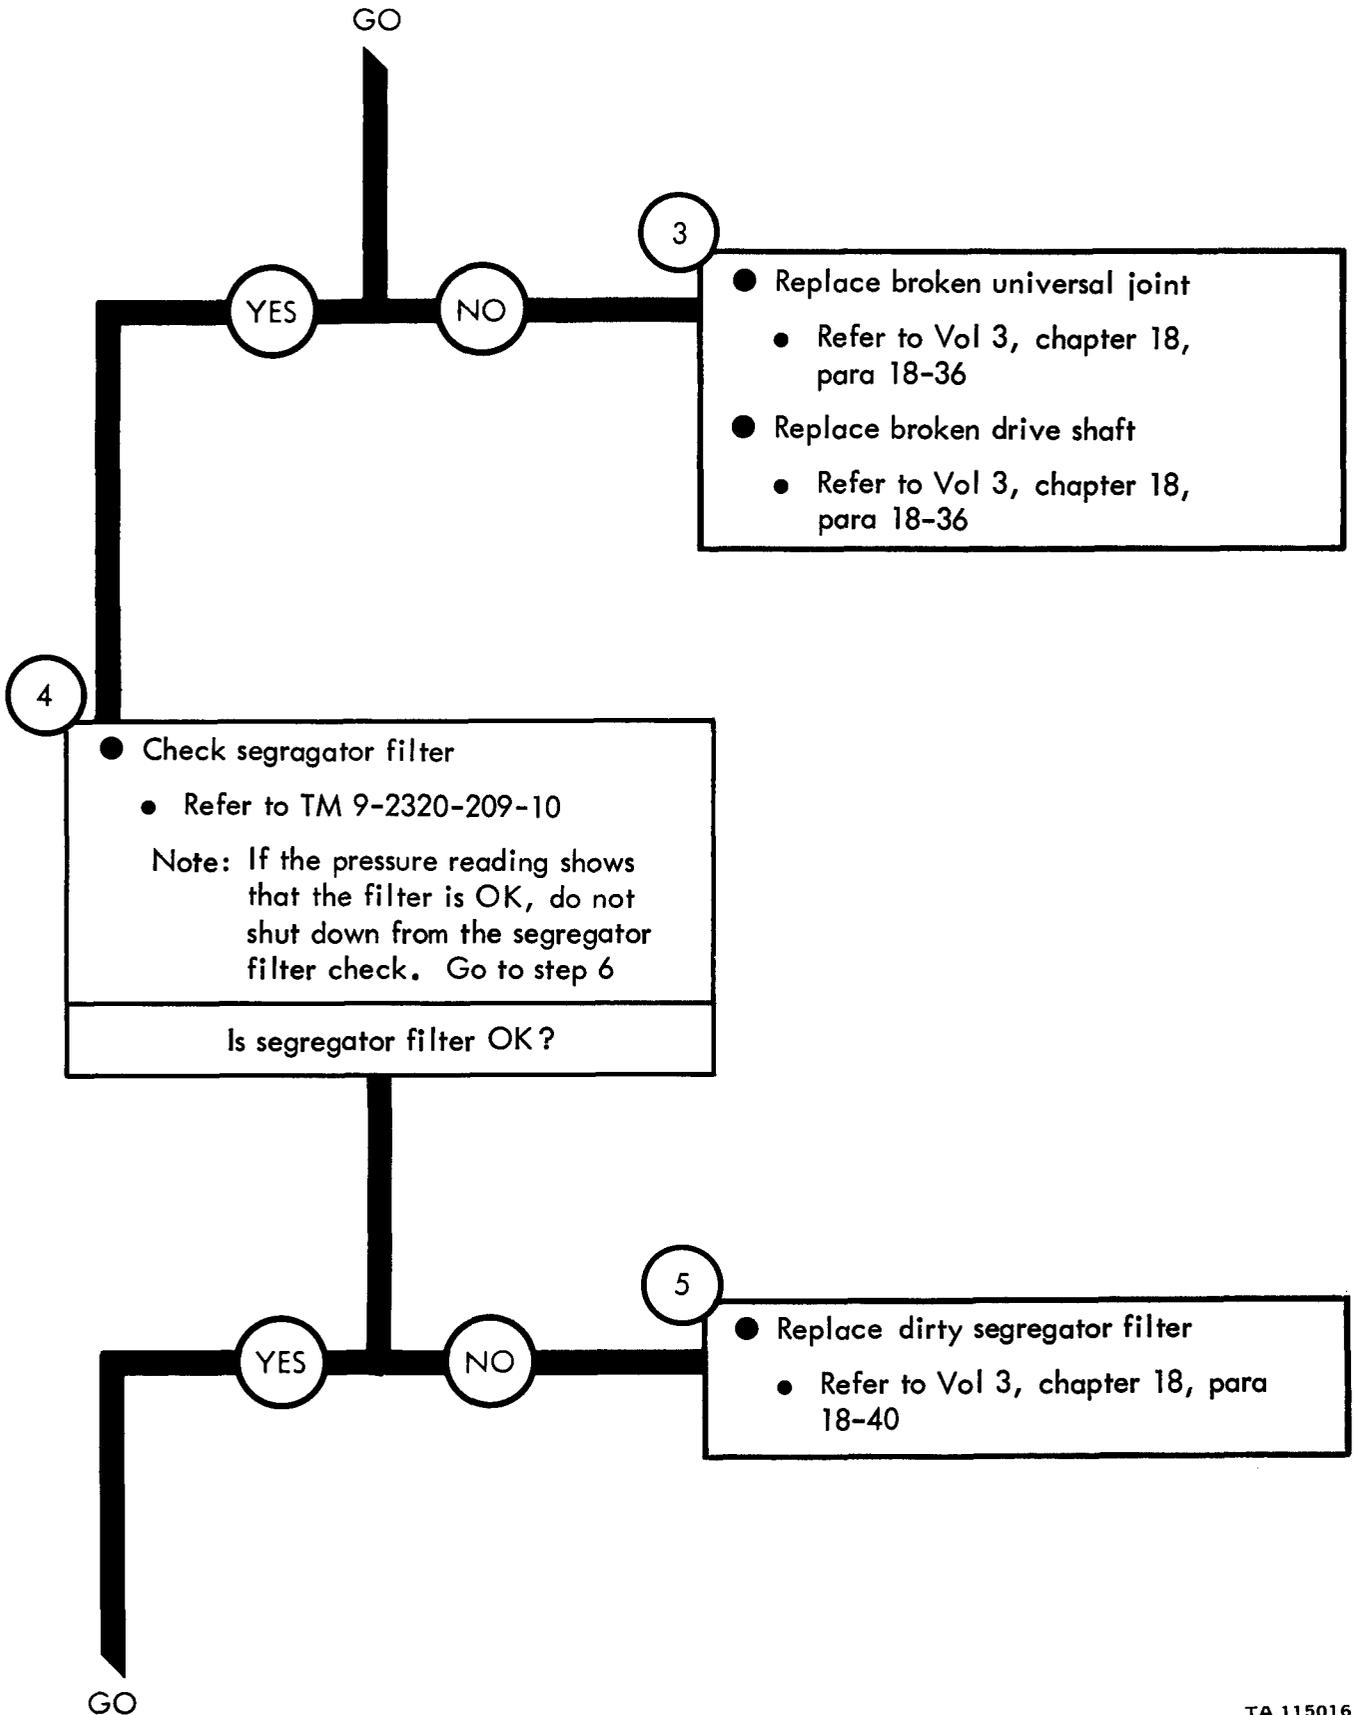 GO
YES
NO
3
● Replace broken universal joint
● Refer to Vol 3, chapter 18,
para 18-36
● Replace broken drive shaft
● Refer to Vol 3, chapter 18,
para 18-36
4
● Check segragator filter
● Refer to TM 9-2320-209-10
Note: If the pressure reading shows
that the filter is OK, do not
shut down from the segregator
filter check. Go to step 6
Is segregator filter OK?
YES
NO
5
● Replace dirty segregator filter
● Refer to Vol 3, chapter 18, para
18-40
GO
TA 115016